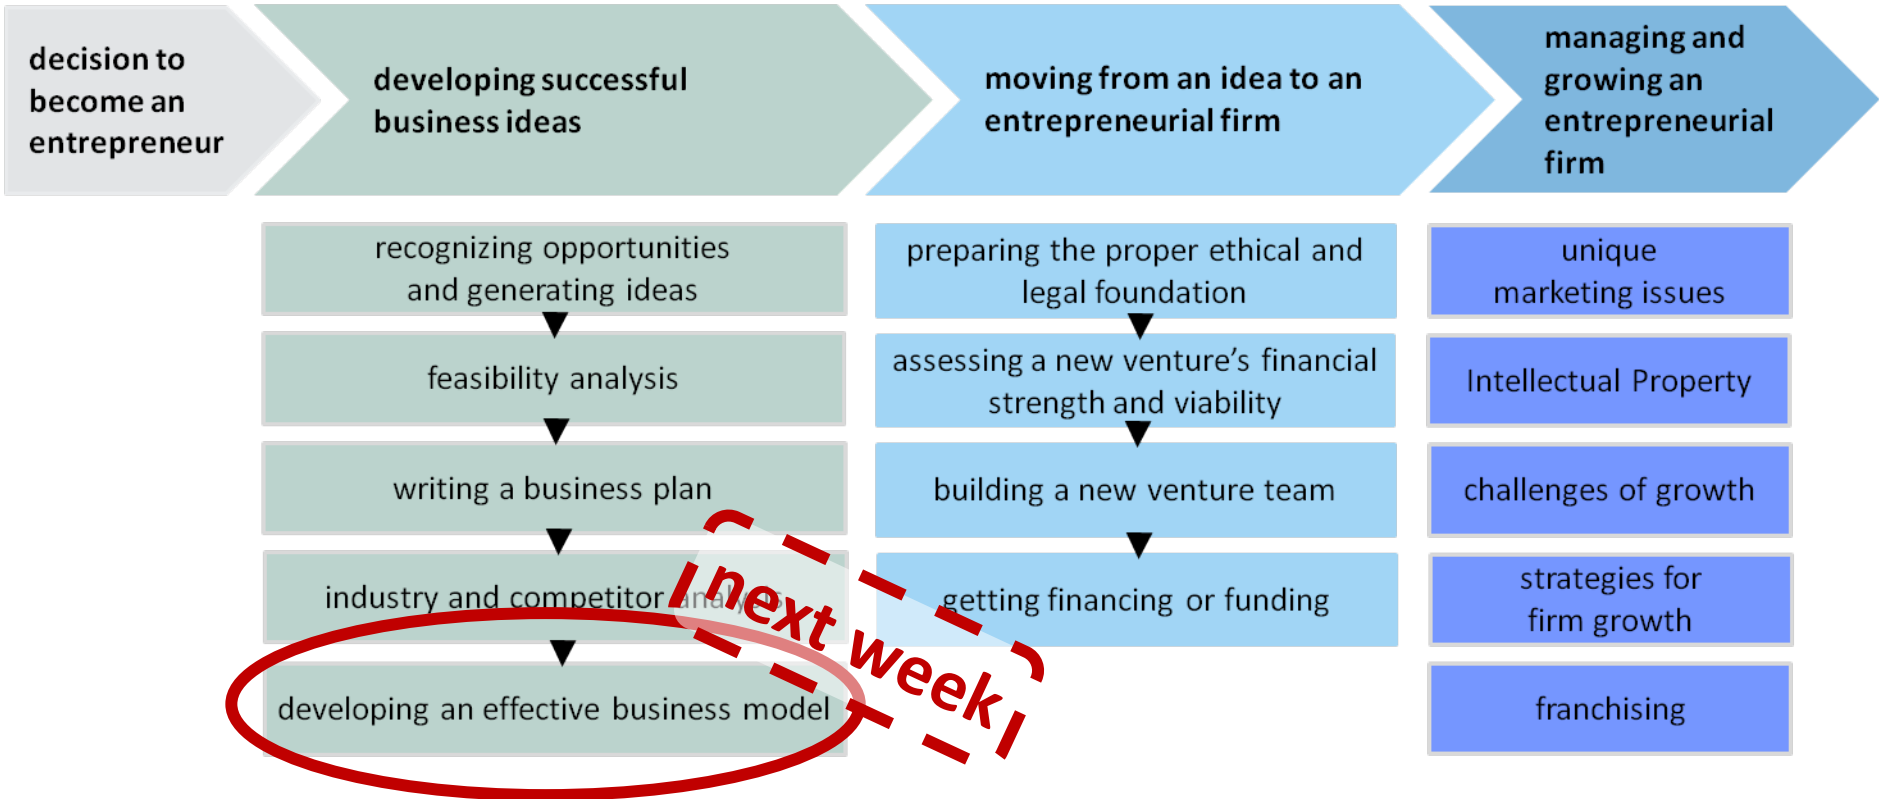 decision to
become an
entrepreneur
developing successful
business ideas
moving from an idea to an
entrepreneurial firm
managing and
growing an
entrepreneurial
firm
recognizing opportunities
and generating ideas
feasibility analysis
writing a business plan
industry and competitor analysis
developing an effective business model
next week
preparing the proper ethical and
legal foundation
assessing a new venture’s financial
strength and viability
building a new venture team
getting financing or funding
unique
marketing issues
Intellectual Property
challenges of growth
strategies for
firm growth
franchising